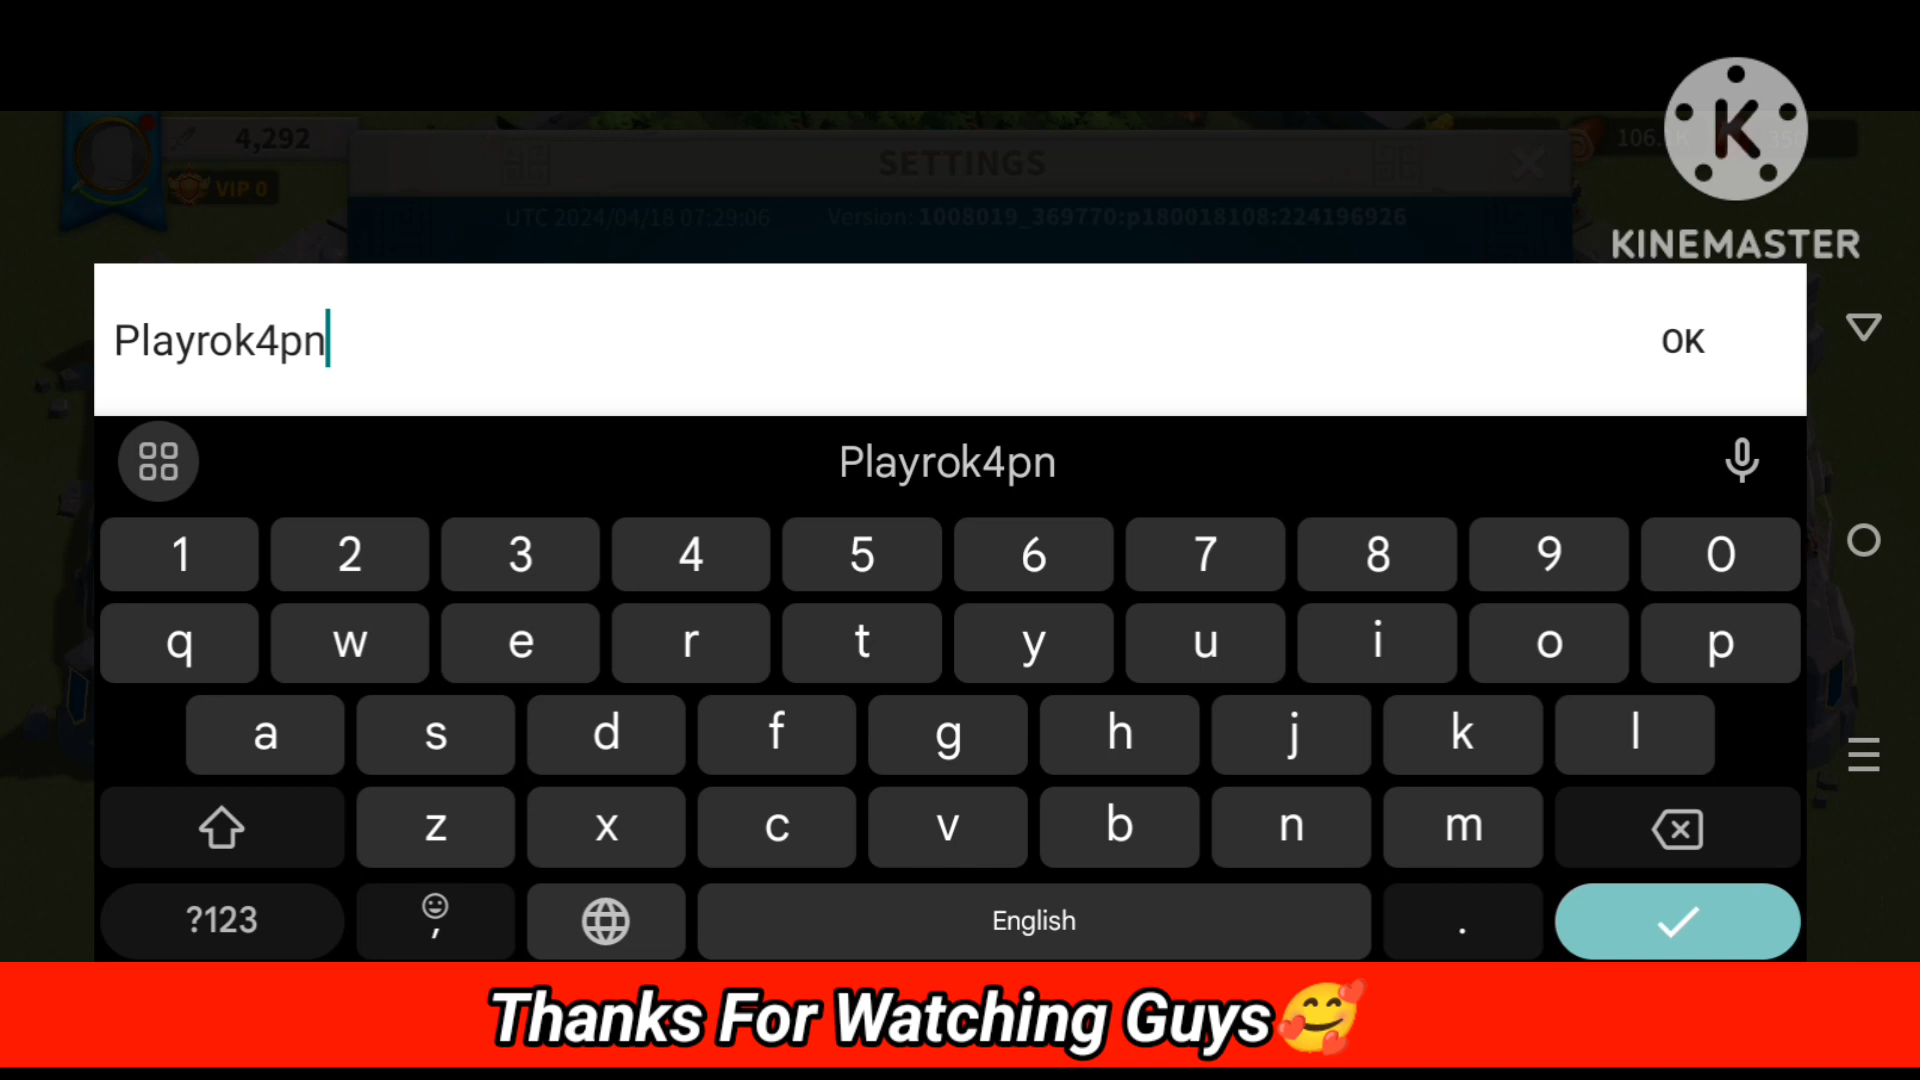 4,292
VIP 0
SETTINGS
UTC 2024/04/18 07:29:06 Version: 1008019_369770:p180018108:224196926
K
KINEMASTER
Playrok4pn OK
Playrok4pn
1 2 3 4 5 6 7 8 9 0
q w e r t y u i o p
a s d f g h j k l
z x c v b n m
?123 , English .
Thanks For Watching Guys🥰